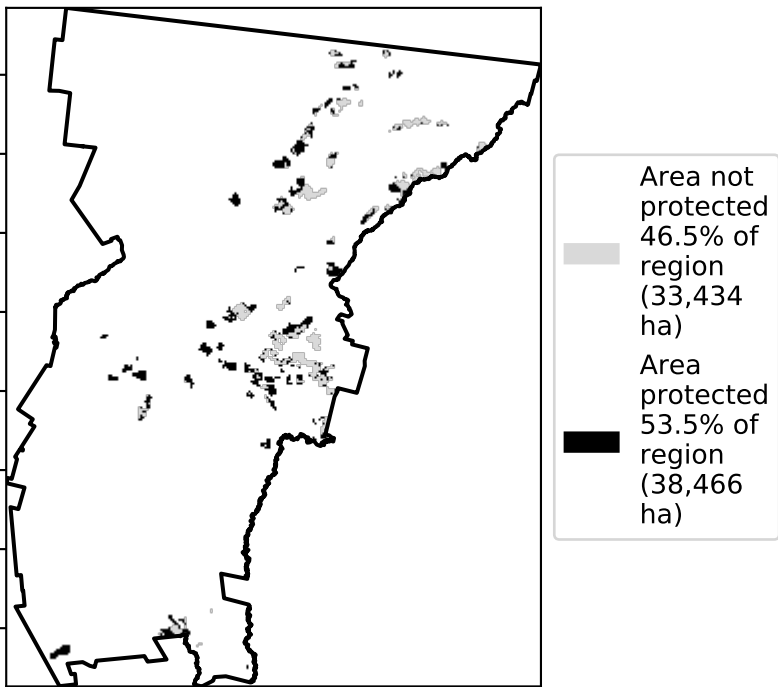 Area not
protected
46.5% of
region
(33,434
ha)
Area
protected
53.5% of
region
(38,466
ha)